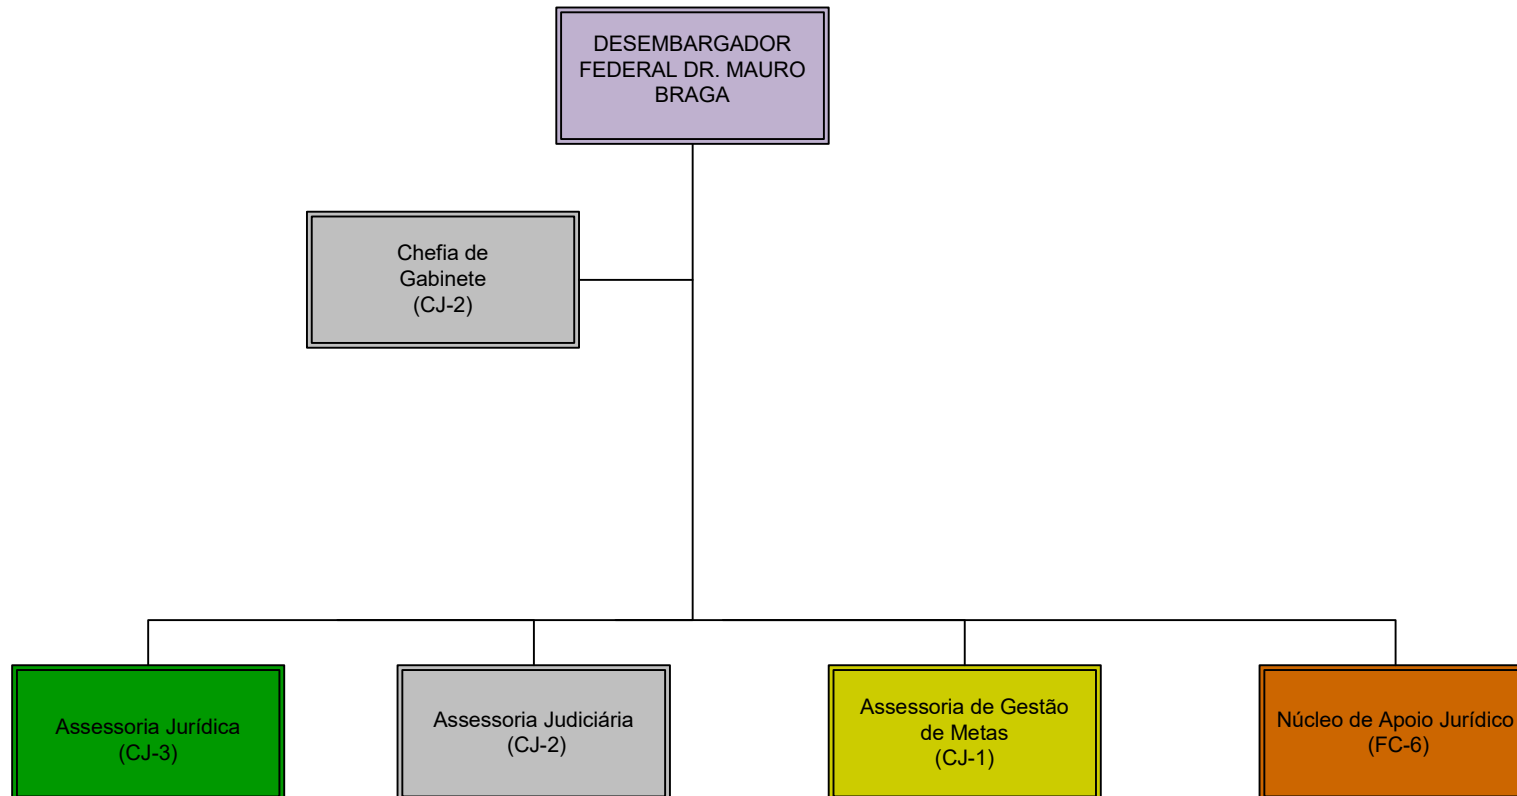 DESEMBARGADOR
FEDERAL DR. MAURO
BRAGA
Chefia de
Gabinete
(CJ-2)
Assessoria Jurídica
(CJ-3)
Assessoria Judiciária
(CJ-2)
Assessoria de Gestão
de Metas
(CJ-1)
Núcleo de Apoio Jurídico
(FC-6)